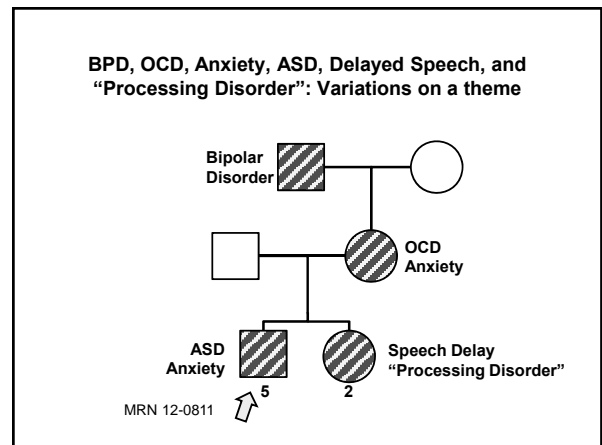 BPD, OCD, Anxiety, ASD, Delayed Speech, and
“Processing Disorder”: Variations on a theme
Bipolar
Disorder
OCD
Anxiety
ASD
Anxiety
Speech Delay
“Processing Disorder”
5
2
MRN 12-0811